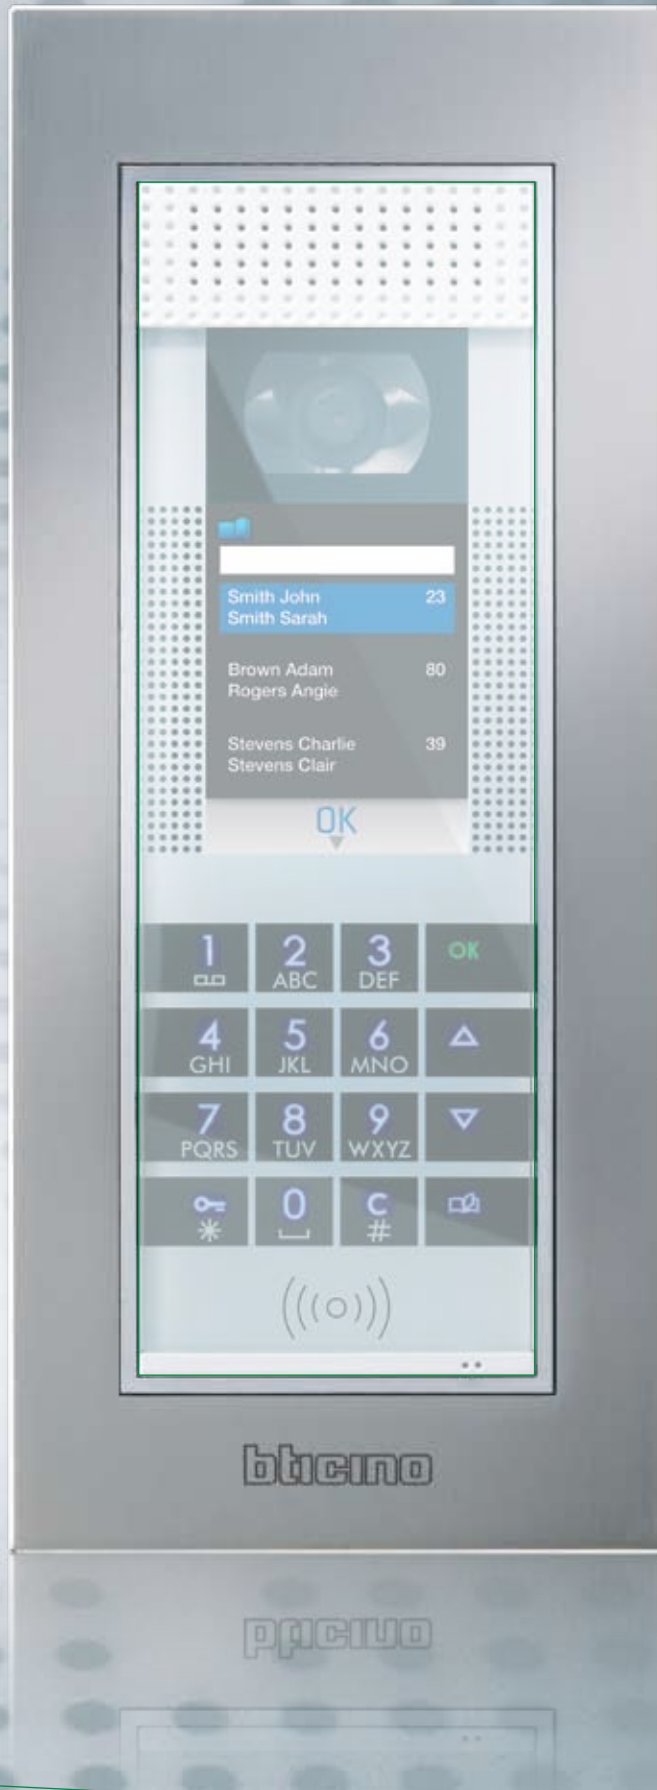 Smith John 23
Smith Sarah
Brown Adam 80
Rogers Angie
Stevens Charlie 39
Stevens Clair
OK
1 2 3 OK
ABC DEF
4 5 6
GHI JKL MNO
7 8 9
PQRS TUV WXYZ
0 C
* #
bticino